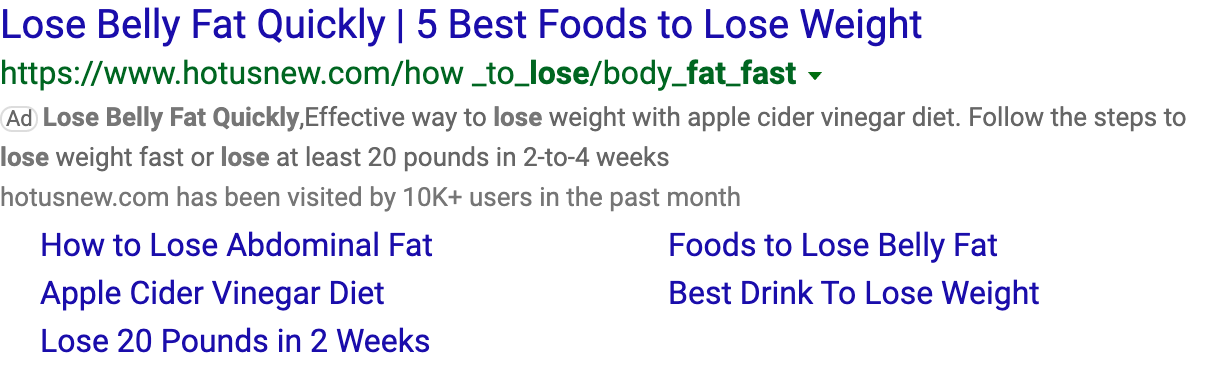 Lose Belly Fat Quickly | 5 Best Foods to Lose Weight
https://www.hotusnew.com/how _to_lose/body_fat_fast
Ad Lose Belly Fat Quickly,Effective way to lose weight with apple cider vinegar diet. Follow the steps to
lose weight fast or lose at least 20 pounds in 2-to-4 weeks
hotusnew.com has been visited by 10K+ users in the past month
How to Lose Abdominal Fat
Foods to Lose Belly Fat
Apple Cider Vinegar Diet
Best Drink To Lose Weight
Lose 20 Pounds in 2 Weeks